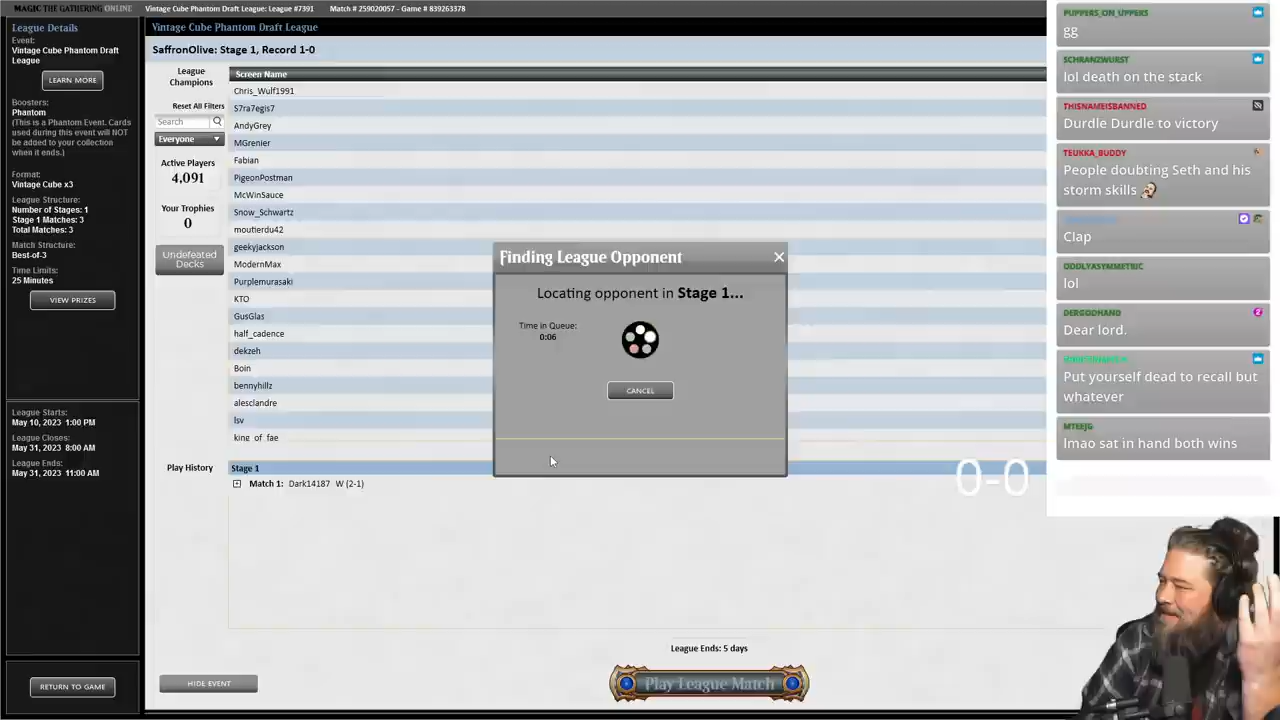 MAGIC THE GATHERING ONLINE
Vintage Cube Phantom Draft League: League #7391
Match # 259020057 - Game # 839263378
League Details
Event:
Vintage Cube Phantom Draft
League
LEARN MORE
Boosters:
Phantom
(This is a Phantom Event. Cards
used during this event will NOT
be added to your collection
when it ends.)
Format:
Vintage Cube x3
League Structure:
Number of Stages: 1
Stage 1 Matches: 3
Total Matches: 3
Match Structure:
Best-of-3
Time Limits:
25 Minutes
VIEW PRIZES
League Starts:
May 10, 2023 1:00 PM
League Closes:
May 31, 2023 8:00 AM
League Ends:
May 31, 2023 11:00 AM
RETURN TO GAME
Vintage Cube Phantom Draft League
SaffronOlive: Stage 1, Record 1-0
League
Champions
Reset All Filters
Search
Everyone
Active Players
4,091
Your Trophies
0
Undefeated
Decks
Screen Name
Chris_Wulf1991
S7ra7egis7
AndyGrey
MGrenier
Fabian
PigeonPostman
McWinSauce
Snow_Schwartz
moutierdu42
geekyjackson
ModernMax
Purplemurasaki
KTO
GusGlas
half_cadence
dekzeh
Boin
bennyhillz
alesclandre
lsv
king_of_fae
Finding League Opponent
Locating opponent in Stage 1...
Time in Queue:
0:06
CANCEL
Play History
Stage 1
Match 1: Dark14187 W (2-1)
0-0
League Ends: 5 days
HIDE EVENT
Play League Match
PUPPERS_ON_UPPERS
gg
SCHRANZWURST
lol death on the stack
THISNAMEISBANNED
Durdle Durdle to victory
TEUKKA_BUDDY
People doubting Seth and his
storm skills
Clap
ODDLYASYMMETRIC
lol
DERGODHAND
Dear lord.
Put yourself dead to recall but
whatever
MTEEJG
lmao sat in hand both wins